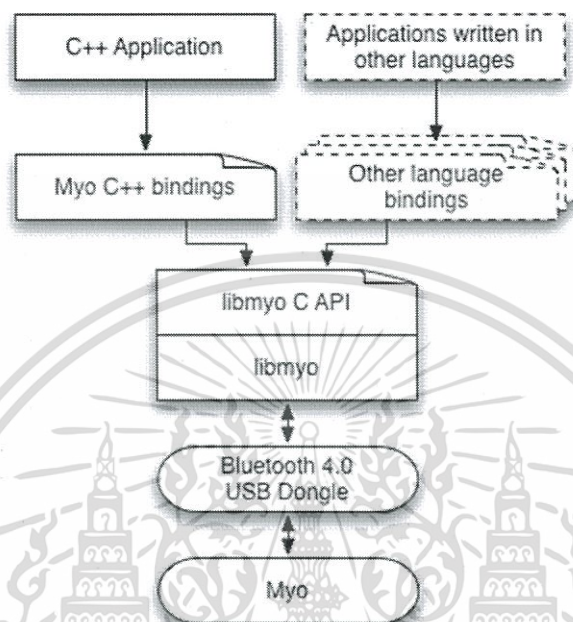 C++ Application
Applications written in
other languages
Myo C++ bindings
Other language
bindings
libmyo C API
libmyo
Bluetooth 4.0
USB Dongle
Myo